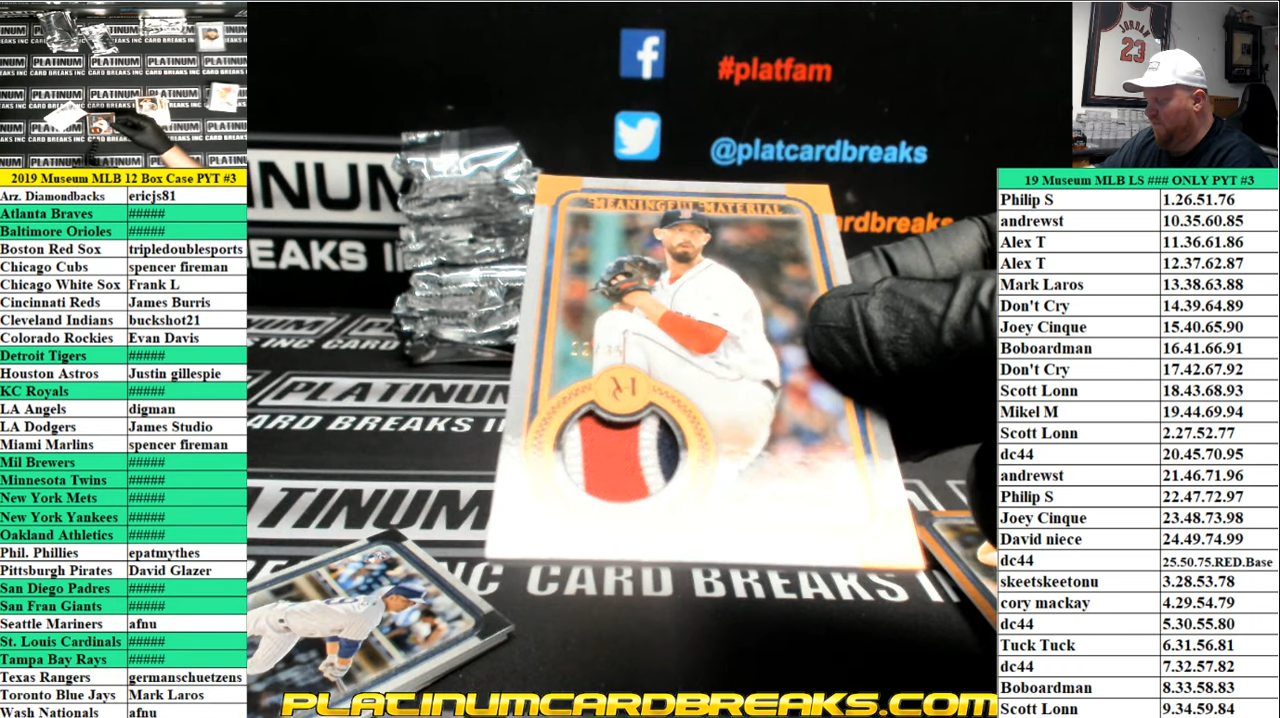 2019 Museum MLB 12 Box Case PYT #3
Arz. Diamondbacks ericjs81
Atlanta Braves #####
Baltimore Orioles #####
Boston Red Sox tripledoublesports
Chicago Cubs spencer fireman
Chicago White Sox Frank L
Cincinnati Reds James Burris
Cleveland Indians buckshot21
Colorado Rockies Evan Davis
Detroit Tigers #####
Houston Astros Justin gillespie
KC Royals #####
LA Angels digman
LA Dodgers James Studio
Miami Marlins spencer fireman
Mil Brewers #####
Minnesota Twins #####
New York Mets #####
New York Yankees #####
Oakland Athletics #####
Phil. Phillies epatmythes
Pittsburgh Pirates David Glazer
San Diego Padres #####
San Fran Giants #####
Seattle Mariners afnu
St. Louis Cardinals #####
Tampa Bay Rays #####
Texas Rangers germanschuetzens
Toronto Blue Jays Mark Laros
Wash Nationals afnu
#platfam
@platcardbreaks
rdbreaks
MEANINGFUL MATERIAL
PLATINUM
CARD BREAKS INC
PLATINUMCARDBREAKS.COM
JORDAN
23
19 Museum MLB LS ### ONLY PYT #3
Philip S 1.26.51.76
andrewst 10.35.60.85
Alex T 11.36.61.86
Alex T 12.37.62.87
Mark Laros 13.38.63.88
Don't Cry 14.39.64.89
Joey Cinque 15.40.65.90
Boboardman 16.41.66.91
Don't Cry 17.42.67.92
Scott Lonn 18.43.68.93
Mikel M 19.44.69.94
Scott Lonn 2.27.52.77
dc44 20.45.70.95
andrewst 21.46.71.96
Philip S 22.47.72.97
Joey Cinque 23.48.73.98
David niece 24.49.74.99
dc44 25.50.75.RED.Base
skeetskeetonu 3.28.53.78
cory mackay 4.29.54.79
dc44 5.30.55.80
Tuck Tuck 6.31.56.81
dc44 7.32.57.82
Boboardman 8.33.58.83
Scott Lonn 9.34.59.84